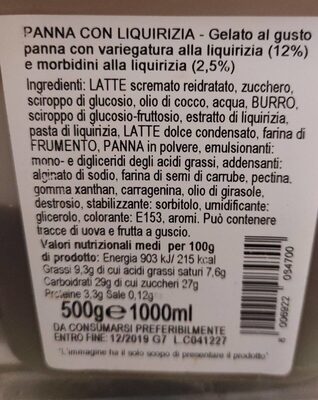 PANNA CON LIQUIRIZIA - Gelato al gusto
panna con variegatura alla liquirizia (12%)
e morbidini alla liquirizia (2,5%)
Ingredienti: LATTE scremato reidratato, zucchero,
sciroppo di glucosio, olio di cocco, acqua, BURRO,
sciroppo di glucosio-fruttosio, estratto di liquirizia,
pasta di liquirizia, LATTE dolce condensato, farina di
FRUMENTO, PANNA in polvere, emulsionanti:
mono- e digliceridi degli acidi grassi, addensanti:
alginato di sodio, farina di semi di carrube, pectina,
gomma xanthan, carragenina, olio di girasole,
destrosio, stabilizzante: sorbitolo, umidificante:
glicerolo, colorante: E153, aromi. Può contenere
tracce di uova e frutta a guscio.
Valori nutrizionali medi per 100g
di prodotto: Energia 903 kJ/ 215 kcal
Grassi 9,3g di cui acidi grassi saturi 7,6g
Carboidrati 29g di cui zuccheri 27g
Proteine 3,3g Sale 0,12g
500g e 1000ml
DA CONSUMARSI PREFERIBILMENTE
ENTRO FINE: 12/2019 G7 L.C041227
"L'immagine ha il solo scopo di presentare il prodotto"
8 006922 054700